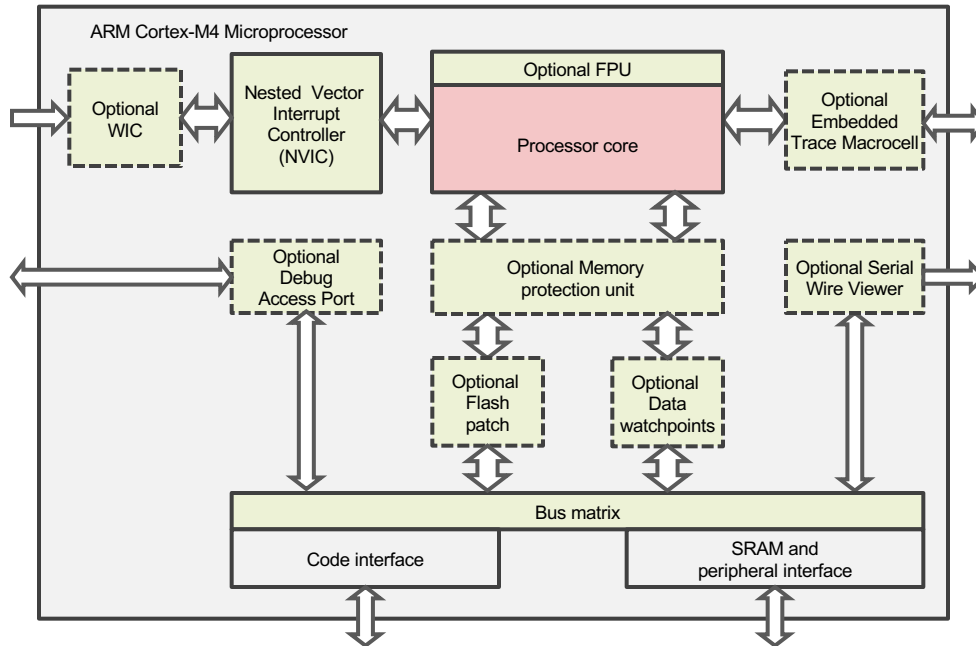 ARM Cortex-M4 Microprocessor
Optional
WIC
Nested Vector
Interrupt
Controller
(NVIC)
Optional FPU
Processor core
Optional
Embedded
Trace Macrocell
Optional
Debug
Access Port
Optional Memory
protection unit
Optional Serial
Wire Viewer
Optional
Flash
patch
Optional
Data
watchpoints
Bus matrix
Code interface
SRAM and
peripheral interface